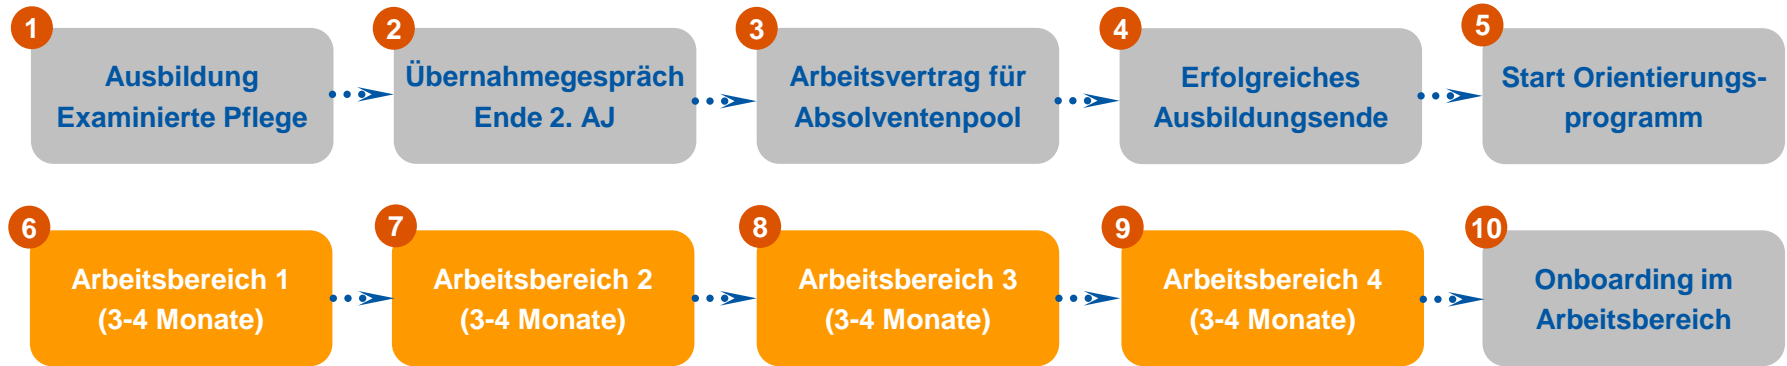 1
Ausbildung
Examinierte Pflege
2
Übernahmegespräch
Ende 2. AJ
3
Arbeitsvertrag für
Absolventenpool
4
Erfolgreiches
Ausbildungsende
5
Start Orientierungs-
programm
6
Arbeitsbereich 1
(3-4 Monate)
7
Arbeitsbereich 2
(3-4 Monate)
8
Arbeitsbereich 3
(3-4 Monate)
9
Arbeitsbereich 4
(3-4 Monate)
10
Onboarding im
Arbeitsbereich